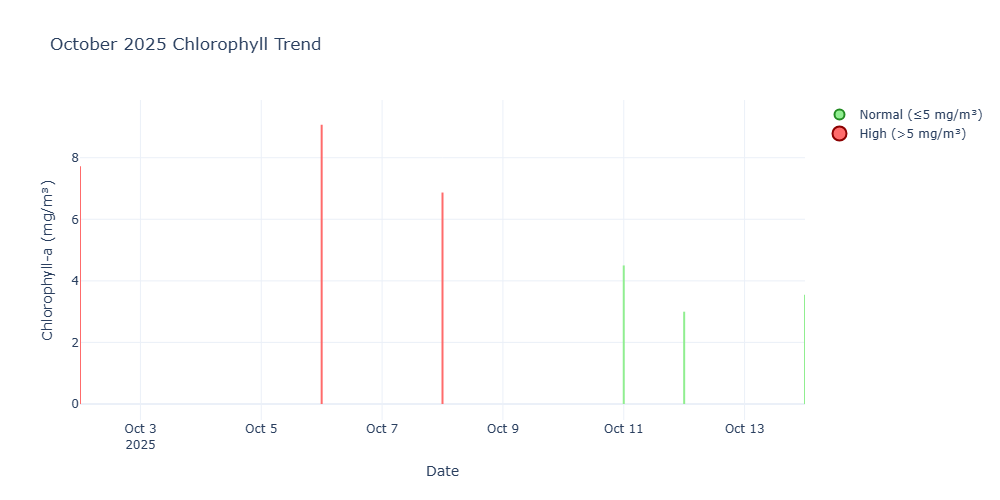 October 2025 Chlorophyll Trend
Normal (≤5 mg/m³)
High (>5 mg/m³)
Chlorophyll-a (mg/m³)
8
6
4
2
0
Oct 3
2025
Oct 5
Oct 7
Oct 9
Oct 11
Oct 13
Date